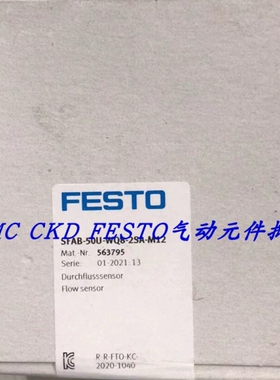 FESTO
SFAB-50U-WQ8-2SA-M12
MC CKD FESTO气动元件
Mat. Nr. 563795
Serie: 01-2021.13
Durchflusssensor
Flow sensor
R-R-FTO-KC-
2020-1040